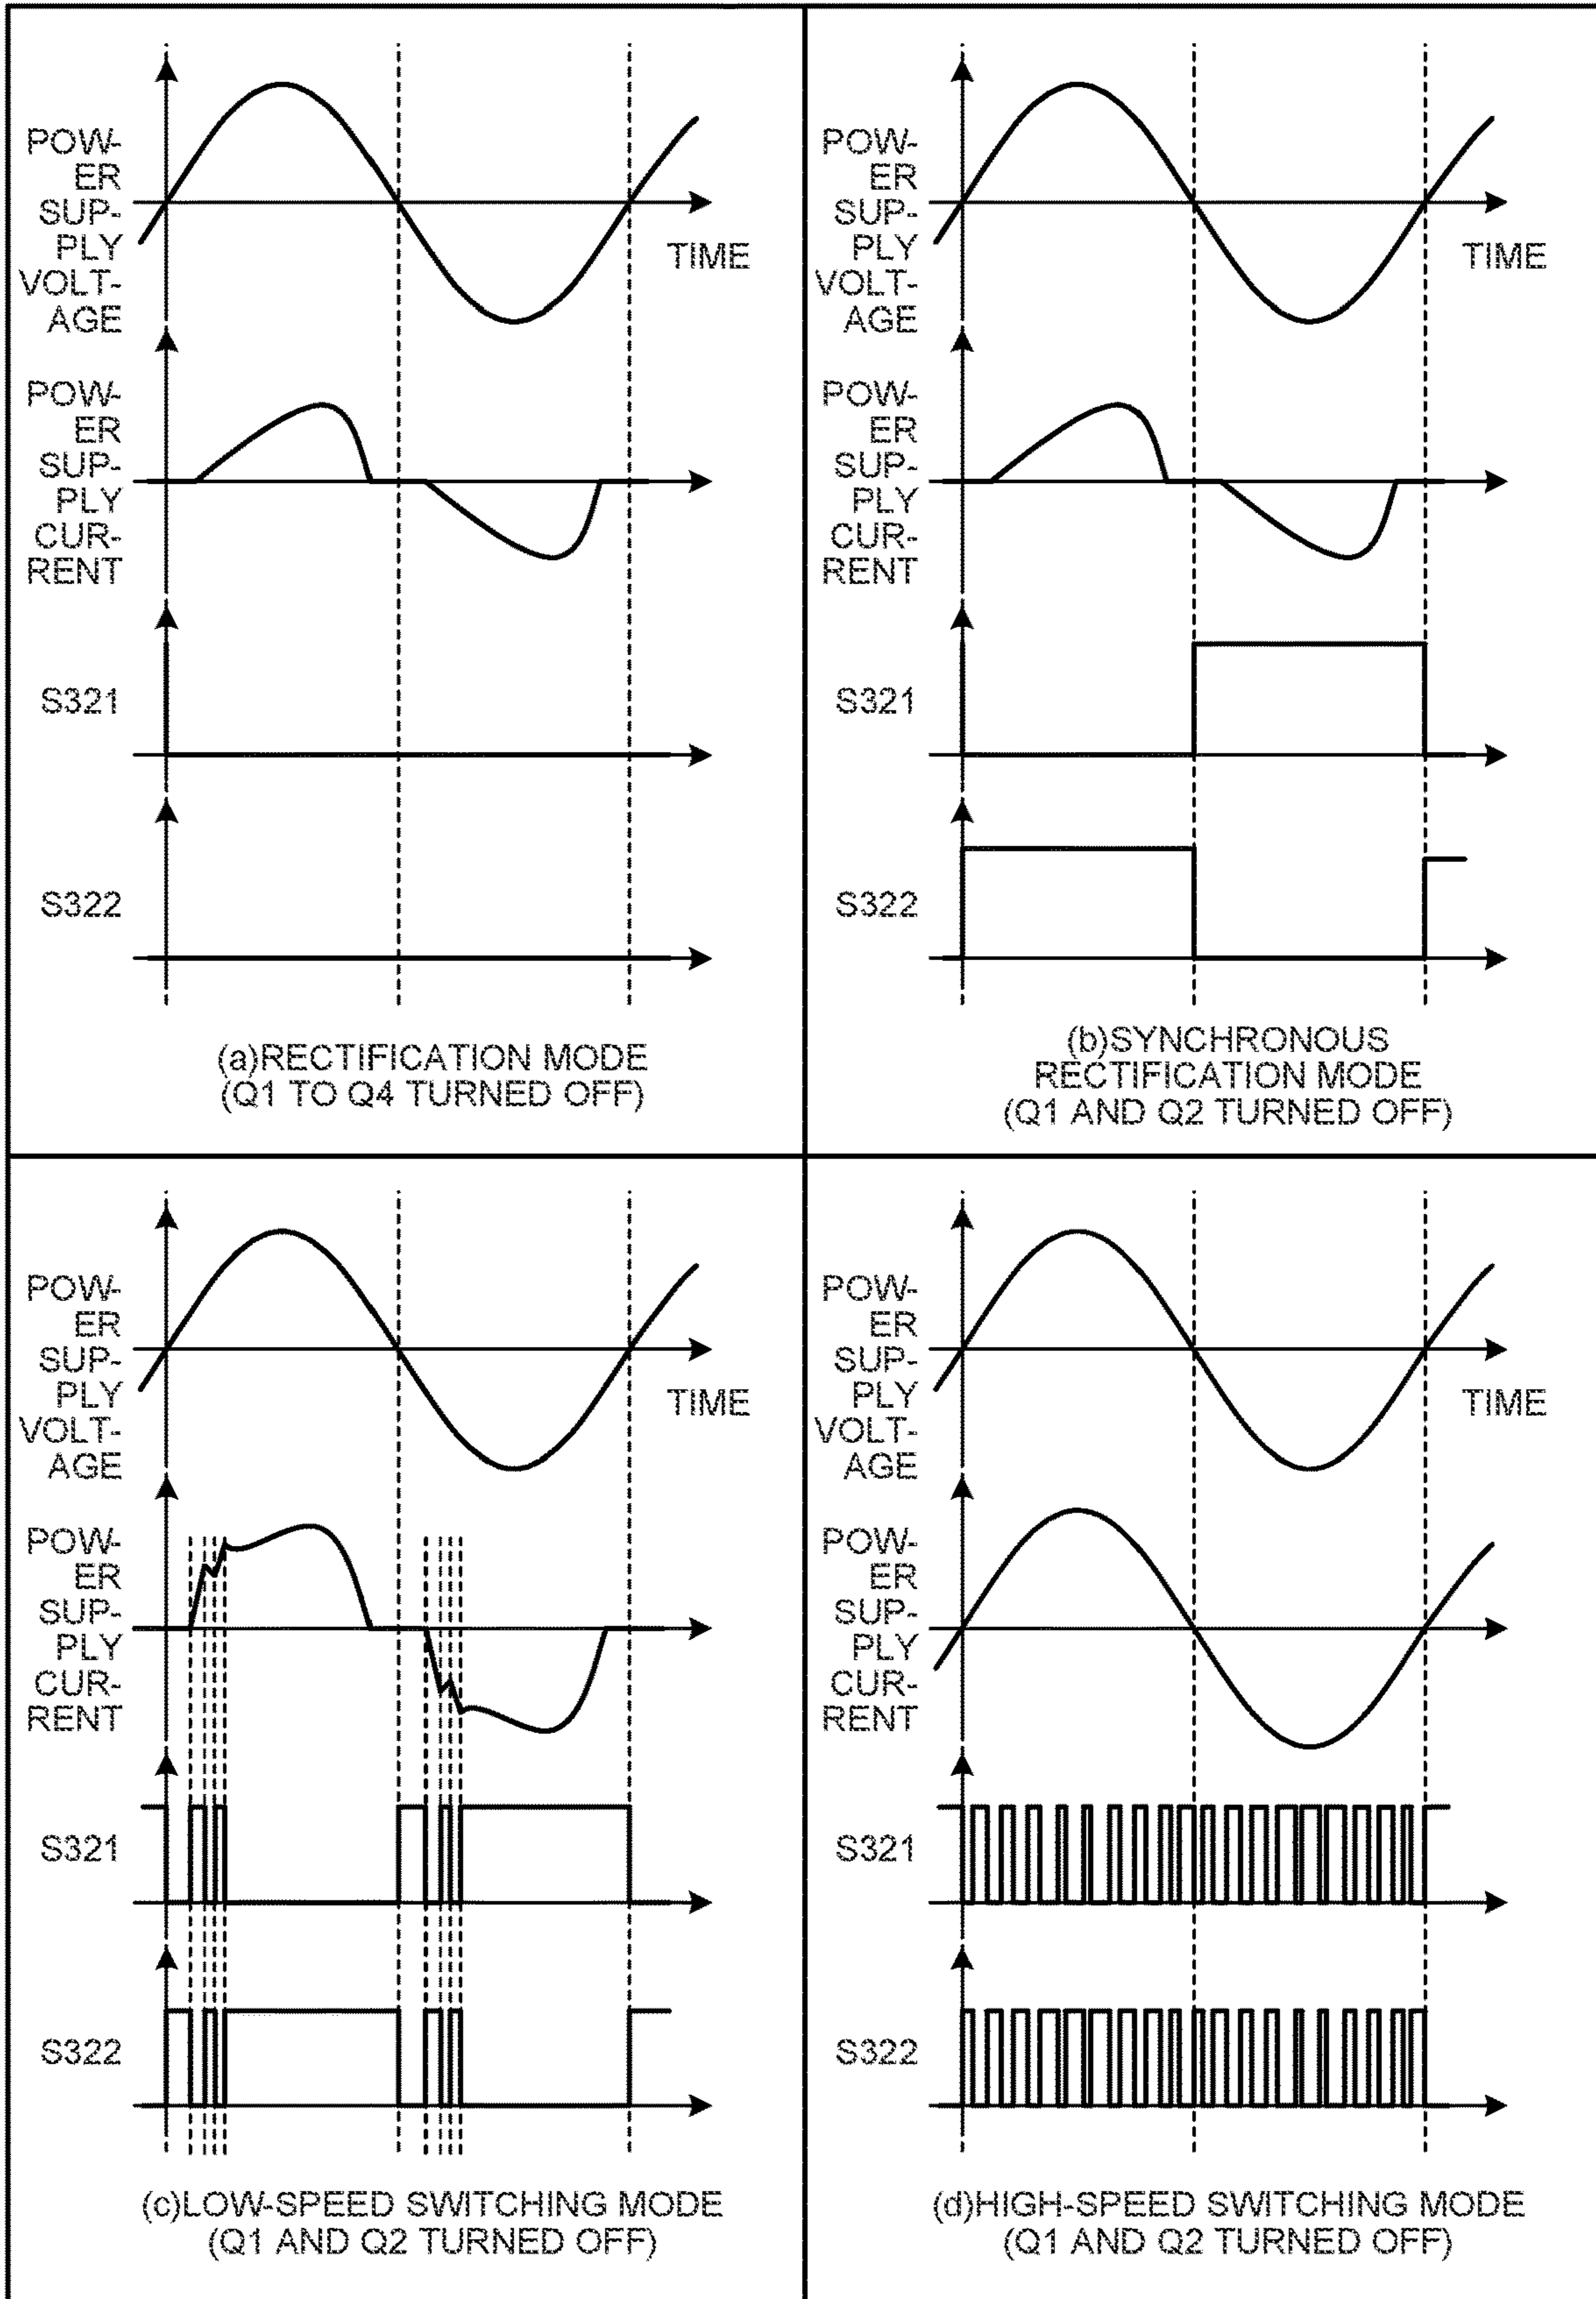 POW-
ER
SUP-
PLY
VOLT-
AGE
TIME
POW-
ER
SUP-
PLY
CUR-
RENT
S321
S322
(a)RECTIFICATION MODE
(Q1 TO Q4 TURNED OFF)
POW-
ER
SUP-
PLY
VOLT-
AGE
TIME
POW-
ER
SUP-
PLY
CUR-
RENT
S321
S322
(b)SYNCHRONOUS
RECTIFICATION MODE
(Q1 AND Q2 TURNED OFF)
POW-
ER
SUP-
PLY
VOLT-
AGE
TIME
POW-
ER
SUP-
PLY
CUR-
RENT
S321
S322
(c)LOW-SPEED SWITCHING MODE
(Q1 AND Q2 TURNED OFF)
POW-
ER
SUP-
PLY
VOLT-
AGE
TIME
POW-
ER
SUP-
PLY
CUR-
RENT
S321
S322
(d)HIGH-SPEED SWITCHING MODE
(Q1 AND Q2 TURNED OFF)